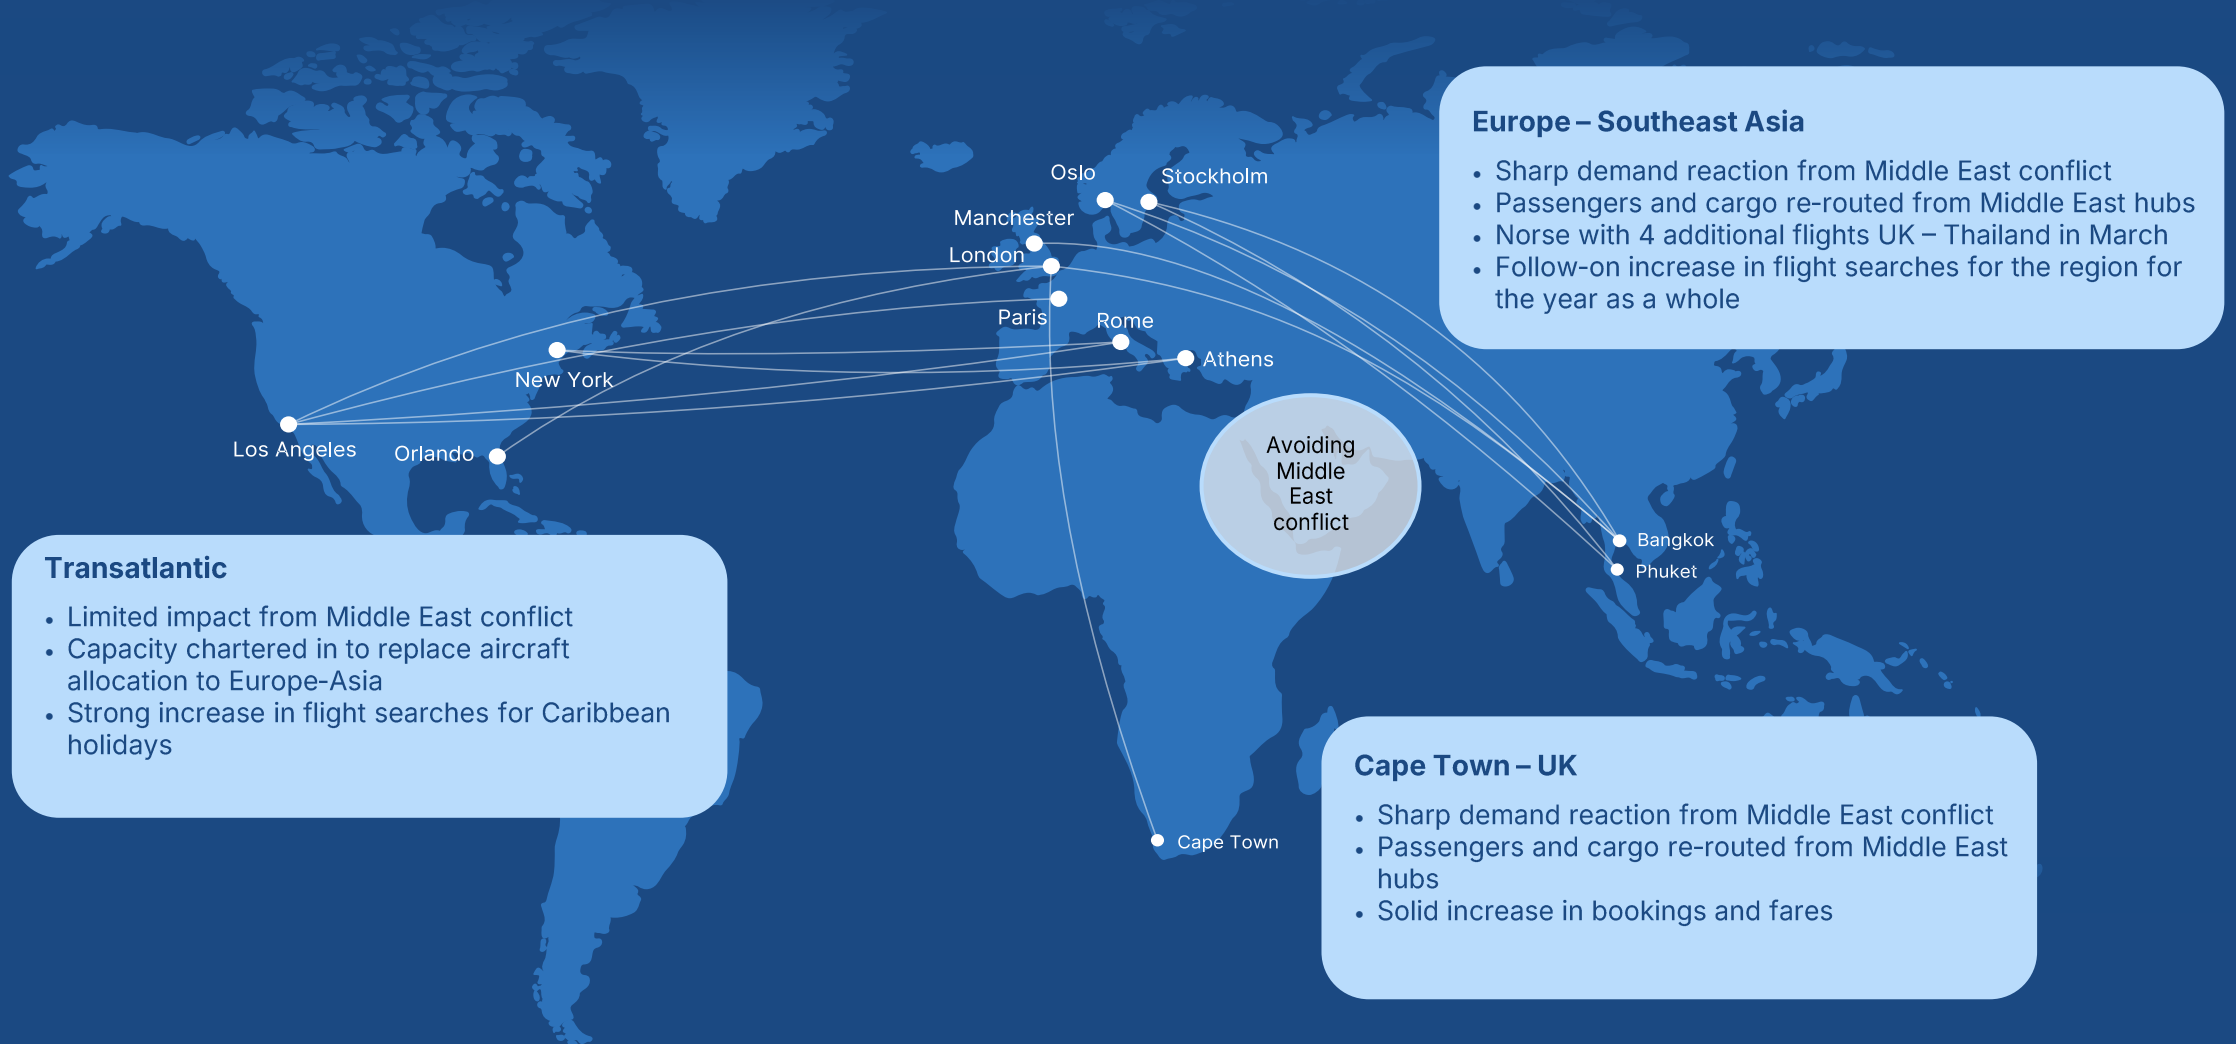 Europe – Southeast Asia
• Sharp demand reaction from Middle East conflict
• Passengers and cargo re-routed from Middle East hubs
• Norse with 4 additional flights UK – Thailand in March
• Follow-on increase in flight searches for the region for
the year as a whole
Oslo
Stockholm
Manchester
London
Paris
Rome
Athens
New York
Los Angeles
Orlando
Avoiding
Middle
East
conflict
Bangkok
Phuket
Transatlantic
• Limited impact from Middle East conflict
• Capacity chartered in to replace aircraft
allocation to Europe-Asia
• Strong increase in flight searches for Caribbean
holidays
Cape Town
Cape Town – UK
• Sharp demand reaction from Middle East conflict
• Passengers and cargo re-routed from Middle East
hubs
• Solid increase in bookings and fares